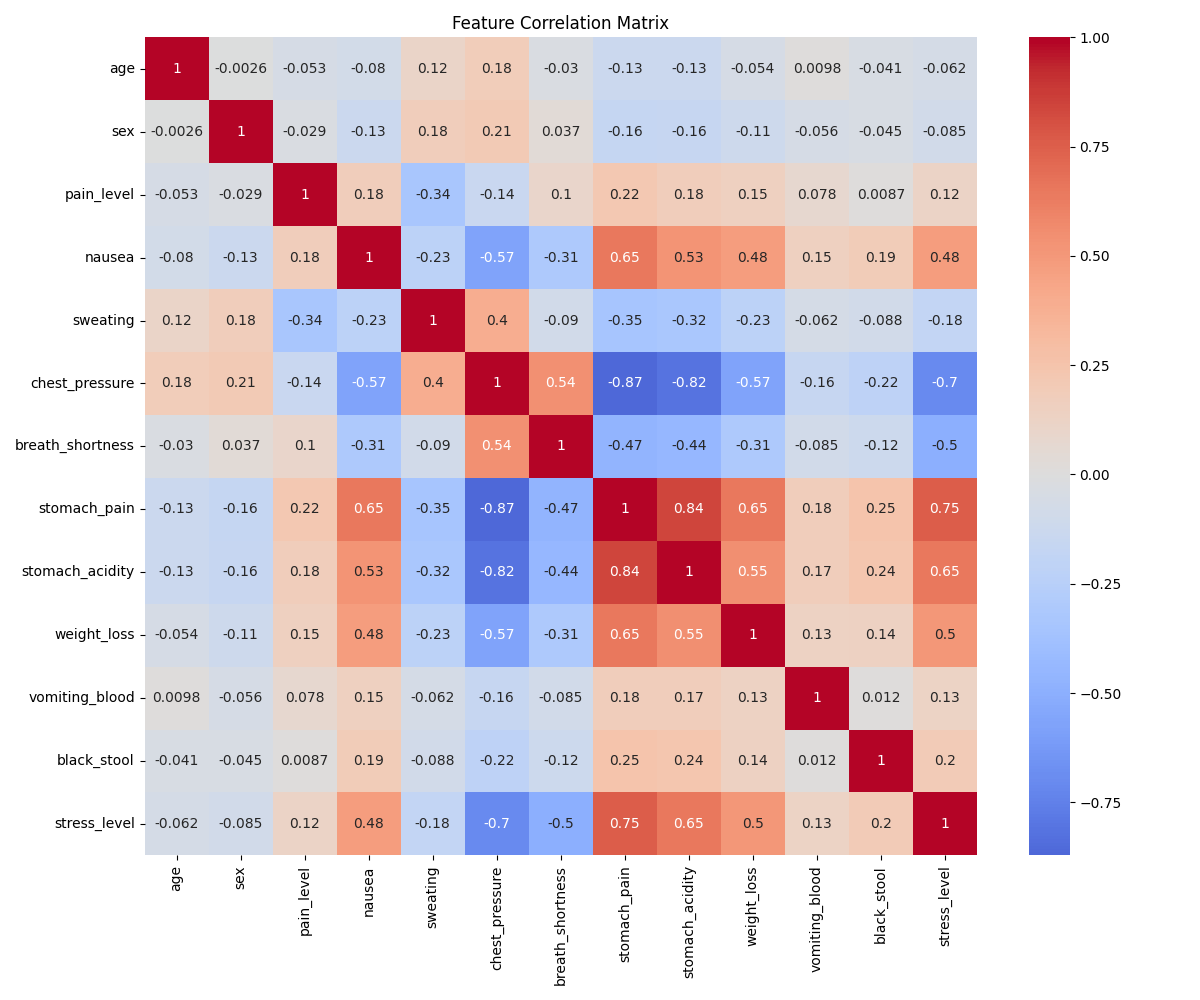 Feature Correlation Matrix
age 1 -0.0026 -0.053 -0.08 0.12 0.18 -0.03 -0.13 -0.13 -0.054 0.0098 -0.041 -0.062
sex -0.0026 1 -0.029 -0.13 0.18 0.21 0.037 -0.16 -0.16 -0.11 -0.056 -0.045 -0.085
pain_level -0.053 -0.029 1 0.18 -0.34 -0.14 0.1 0.22 0.18 0.15 0.078 0.0087 0.12
nausea -0.08 -0.13 0.18 1 -0.23 -0.57 -0.31 0.65 0.53 0.48 0.15 0.19 0.48
sweating 0.12 0.18 -0.34 -0.23 1 0.4 -0.09 -0.35 -0.32 -0.23 -0.062 -0.088 -0.18
chest_pressure 0.18 0.21 -0.14 -0.57 0.4 1 0.54 -0.87 -0.82 -0.57 -0.16 -0.22 -0.7
breath_shortness -0.03 0.037 0.1 -0.31 -0.09 0.54 1 -0.47 -0.44 -0.31 -0.085 -0.12 -0.5
stomach_pain -0.13 -0.16 0.22 0.65 -0.35 -0.87 -0.47 1 0.84 0.65 0.18 0.25 0.75
stomach_acidity -0.13 -0.16 0.18 0.53 -0.32 -0.82 -0.44 0.84 1 0.55 0.17 0.24 0.65
weight_loss -0.054 -0.11 0.15 0.48 -0.23 -0.57 -0.31 0.65 0.55 1 0.13 0.14 0.5
vomiting_blood 0.0098 -0.056 0.078 0.15 -0.062 -0.16 -0.085 0.18 0.17 0.13 1 0.012 0.13
black_stool -0.041 -0.045 0.0087 0.19 -0.088 -0.22 -0.12 0.25 0.24 0.14 0.012 1 0.2
stress_level -0.062 -0.085 0.12 0.48 -0.18 -0.7 -0.5 0.75 0.65 0.5 0.13 0.2 1
age
sex
pain_level
nausea
sweating
chest_pressure
breath_shortness
stomach_pain
stomach_acidity
weight_loss
vomiting_blood
black_stool
stress_level
1.00
0.75
0.50
0.25
0.00
−0.25
−0.50
−0.75